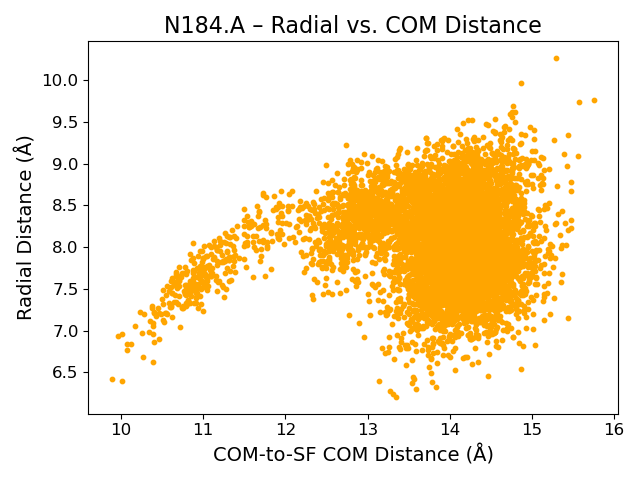 N184.A – Radial vs. COM Distance
Radial Distance (Å)
10.0
9.5
9.0
8.5
8.0
7.5
7.0
6.5
10 11 12 13 14 15 16
COM-to-SF COM Distance (Å)